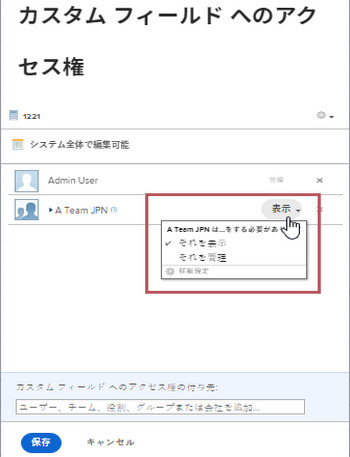 カスタム フィールド へのアク
セス権
1221
システム全体で編集可能
Admin User 管理 ×
A Team JPN (1) 表示 ×
A Team JPN は...をする必要があ
それを表示
それを管理
詳細設定
カスタム フィールド へのアクセス権の付与先:
ユーザー、チーム、役割、グループまたは会社を追加...
保存 キャンセル